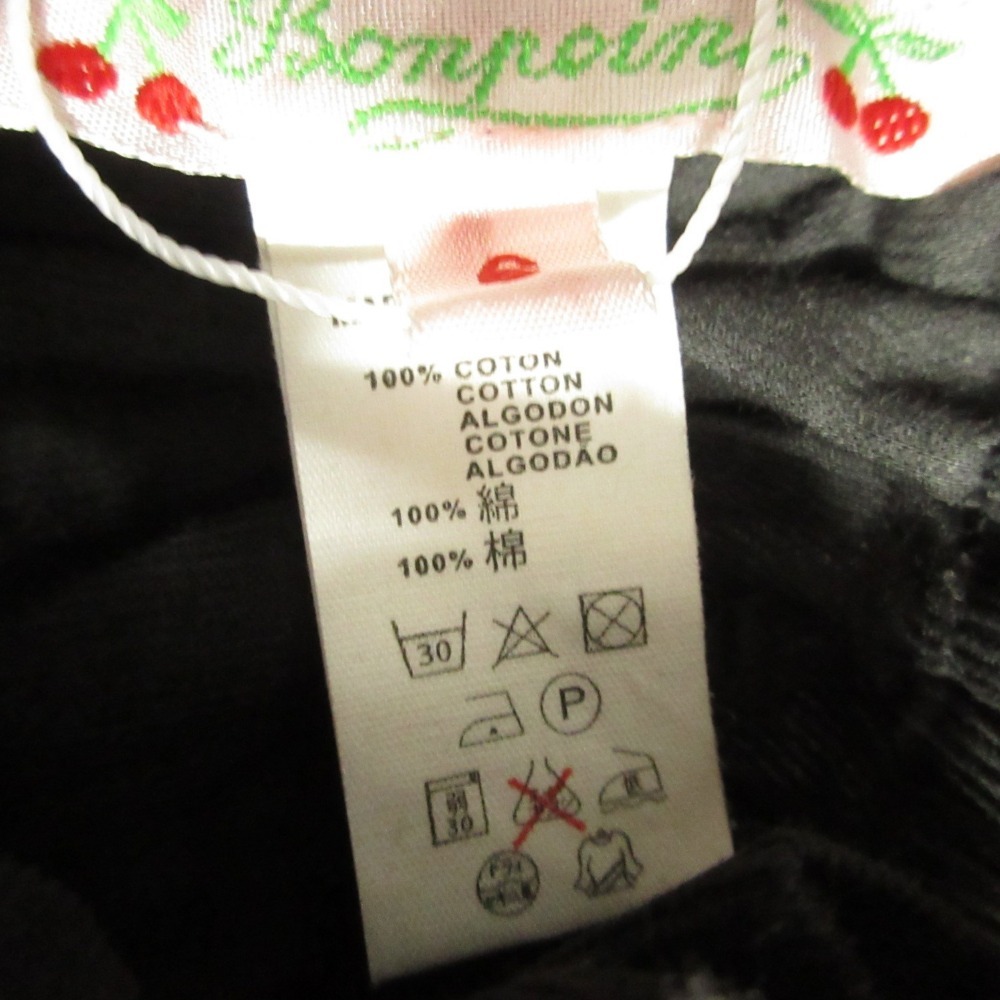 Bonpoint
100% COTON
COTTON
ALGODON
COTONE
ALGODÃO
100% 綿
100% 棉
30
P
弱
30